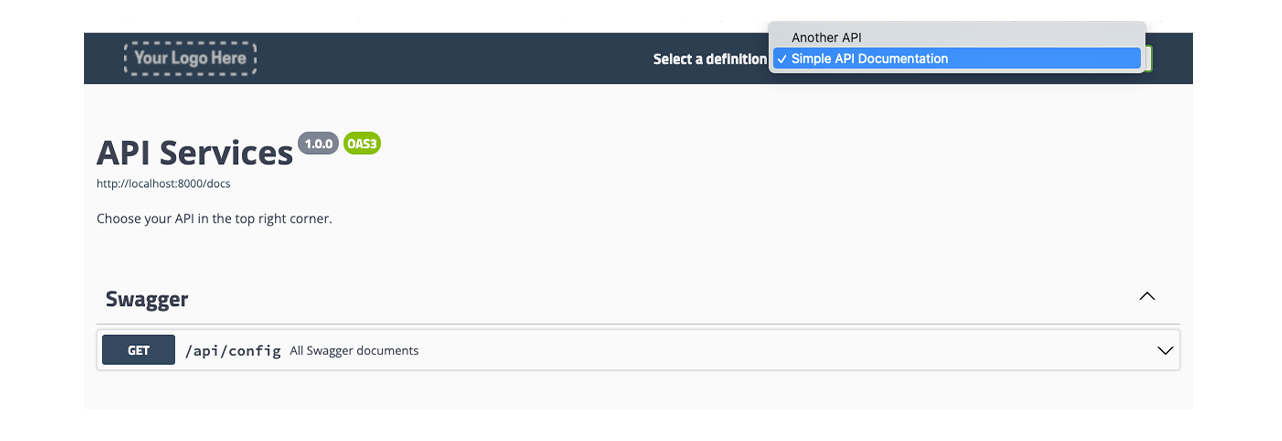 Another API
Your Logo Here
Select a definition
✓ Simple API Documentation
API Services 1.0.0 OAS3
http://localhost:8000/docs
Choose your API in the top right corner.
Swagger
GET /api/config All Swagger documents